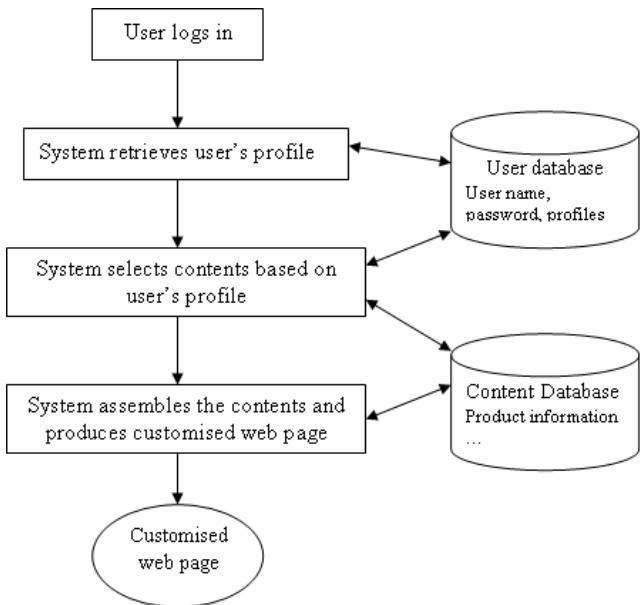 User logs in
System retrieves user's profile
User database
User name,
password, profiles
System selects contents based on
user's profile
System assembles the contents and
produces customised web page
Content Database
Product information
...
Customised
web page